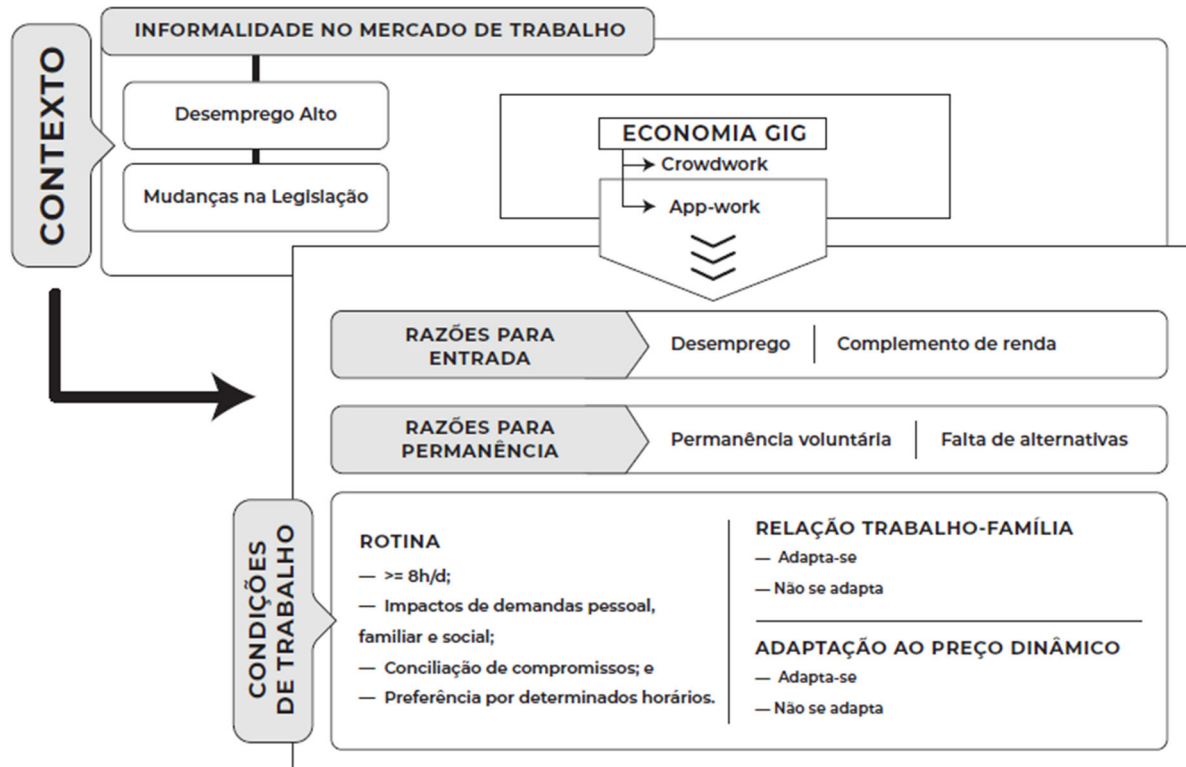 CONTEXTO
INFORMALIDADE NO MERCADO DE TRABALHO
Desemprego Alto
Mudanças na Legislação
ECONOMIA GIG
Crowdwork
App-work
RAZÕES PARA
ENTRADA
Desemprego
Complemento de renda
RAZÕES PARA
PERMANÊNCIA
Permanência voluntária
Falta de alternativas
CONDIÇÕES
DE TRABALHO
ROTINA
— >= 8h/d;
— Impactos de demandas pessoal,
familiar e social;
— Conciliação de compromissos; e
— Preferência por determinados horários.
RELAÇÃO TRABALHO-FAMÍLIA
— Adapta-se
— Não se adapta
ADAPTAÇÃO AO PREÇO DINÂMICO
— Adapta-se
— Não se adapta